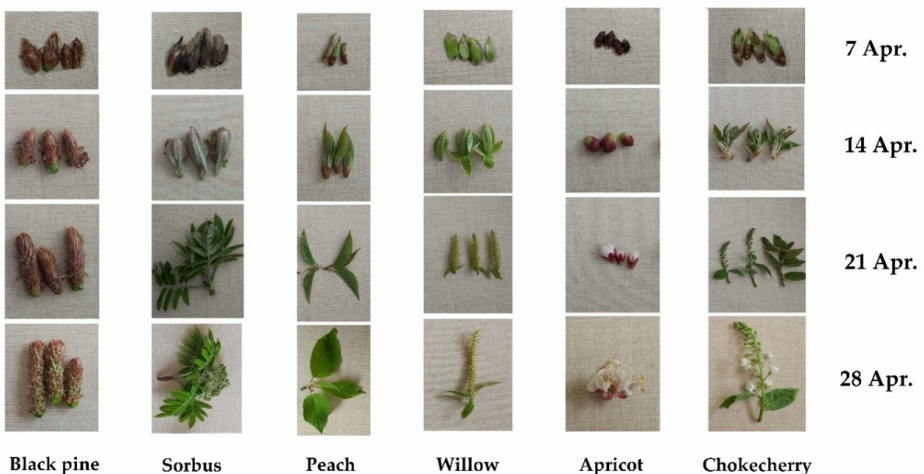 7 Apr.
14 Apr.
21 Apr.
28 Apr.
Black pine Sorbus Peach Willow Apricot Chokecherry